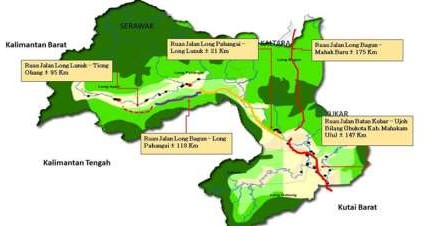 SERAWAK
Kalimantan Barat
KALTARA
Ruas Jalan Long Pahangai –
Long Lunuk ± 21 Km
Ruas Jalan Long Bagun –
Mahak Baru ± 175 Km
Ruas Jalan Long Lunuk – Tiong
Ohang ± 95 Km
KUKAR
Ruas Jalan Batas Kubar – Ujoh
Bilang (Ibukota Kab. Mahakam
Ulu) ± 147 Km
Ruas Jalan Long Bagun – Long
Pahangai ± 118 Km
Kalimantan Tengah
Kutai Barat